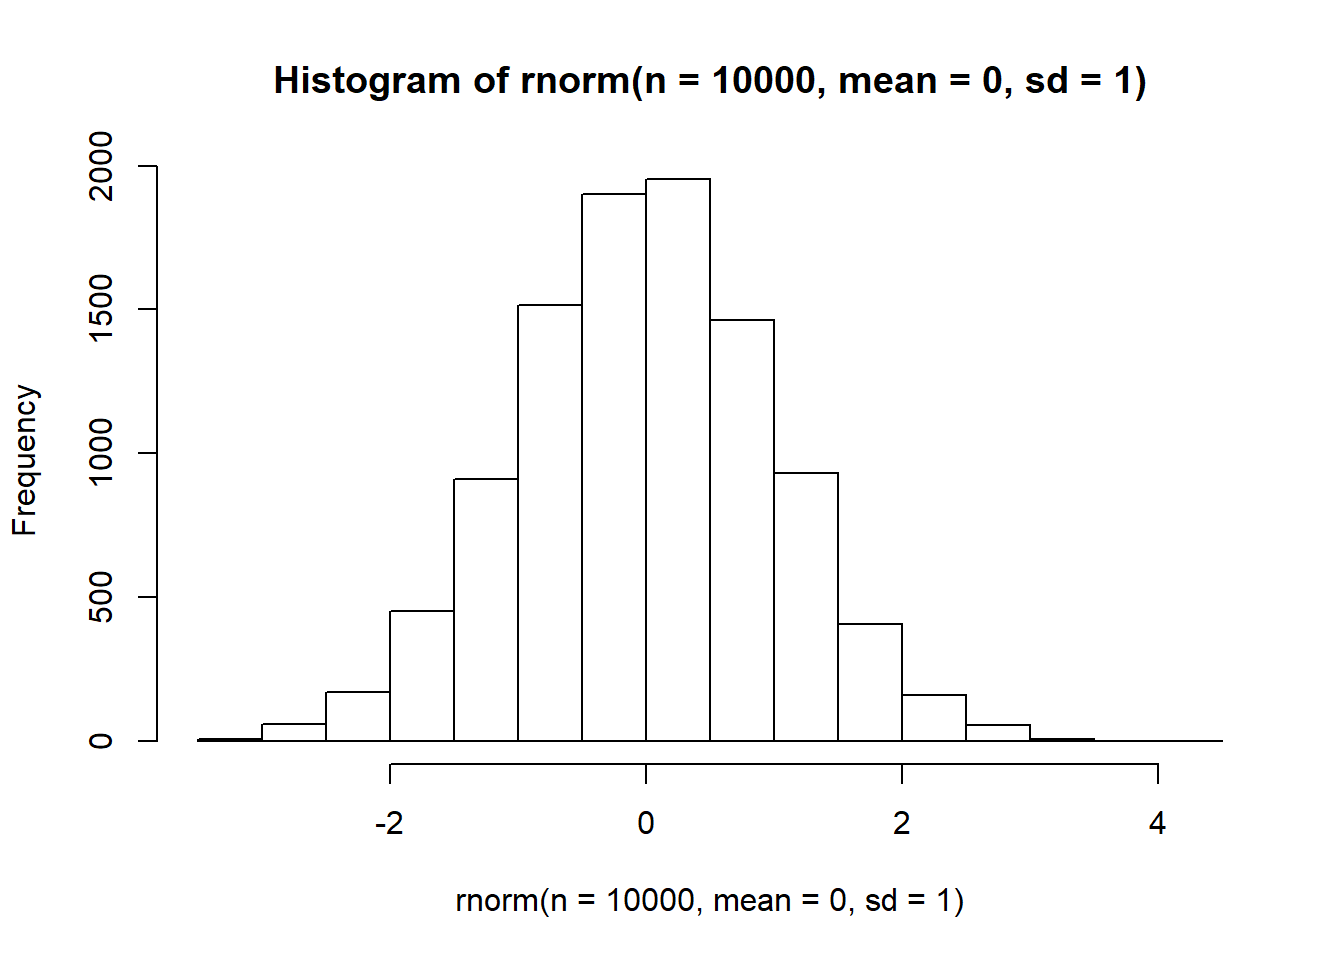 Histogram of rnorm(n = 10000, mean = 0, sd = 1)
2000
1500
1000
500
0
Frequency
-2 0 2 4
rnorm(n = 10000, mean = 0, sd = 1)